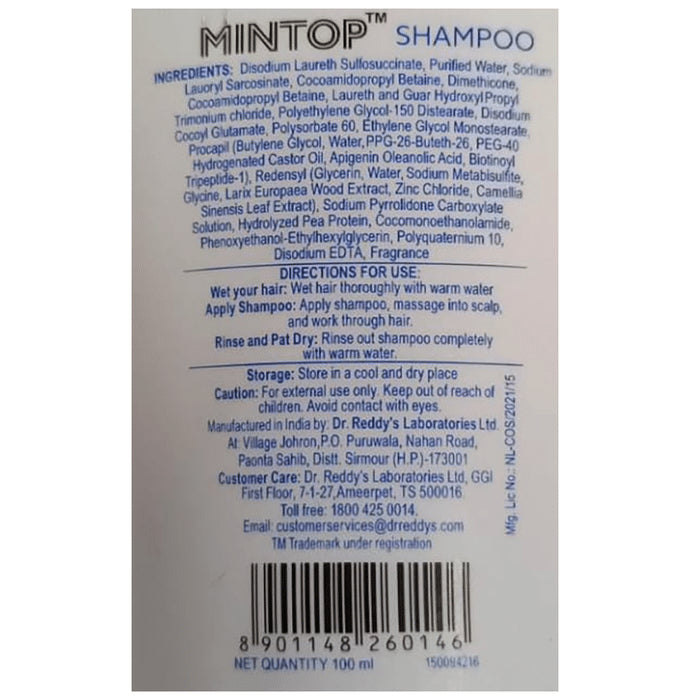 MINTOP™ SHAMPOO
INGREDIENTS: Disodium Laureth Sulfosuccinate, Purified Water, Sodium
Lauoryl Sarcosinate, Cocoamidopropyl Betaine, Dimethicone,
Cocoamidopropyl Betaine, Laureth and Guar HydroxylPropyl
Trimonium chloride, Polyethylene Glycol-150 Distearate, Disodium
Cocoyl Glutamate, Polysorbate 60, Ethylene Glycol Monostearate,
Procapil (Butylene Glycol, Water, PPG-26-Buteth-26, PEG-40
Hydrogenated Castor Oil, Apigenin Oleanolic Acid, Biotinoyl
Tripeptide-1), Redensyl (Glycerin, Water, Sodium Metabisulfite,
Glycine, Larix Europaea Wood Extract, Zinc Chloride, Camellia
Sinensis Leaf Extract), Sodium Pyrrolidone Carboxylate
Solution, Hydrolyzed Pea Protein, Cocomonoethanolamide,
Phenoxyethanol-Ethylhexylglycerin, Polyquaternium 10,
Disodium EDTA, Fragrance
DIRECTIONS FOR USE:
Wet your hair: Wet hair thoroughly with warm water
Apply Shampoo: Apply shampoo, massage into scalp,
and work through hair.
Rinse and Pat Dry: Rinse out shampoo completely
with warm water.
Storage: Store in a cool and dry place
Caution: For external use only. Keep out of reach of
children. Avoid contact with eyes.
Manufactured in India by: Dr. Reddy's Laboratories Ltd.
At: Village Johron,P.O. Puruwala, Nahan Road,
Paonta Sahib, Distt. Sirmour (H.P.)-173001
Customer Care: Dr. Reddy's Laboratories Ltd, GGI
First Floor, 7-1-27,Ameerpet, TS 500016.
Toll free: 1800 425 0014.
Email: customerservices@drreddys.com
TM Trademark under registration
Mfg. Lic No.: NL-COS/2021/15
8 901148 260146
NET QUANTITY 100 ml 150094216